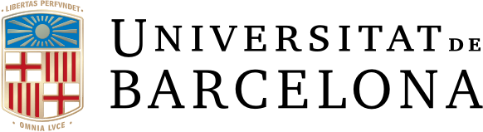 · LIBERTAS PERFVNDET ·
UNIVERSITAT DE
BARCELONA
· OMNIA LVCE ·